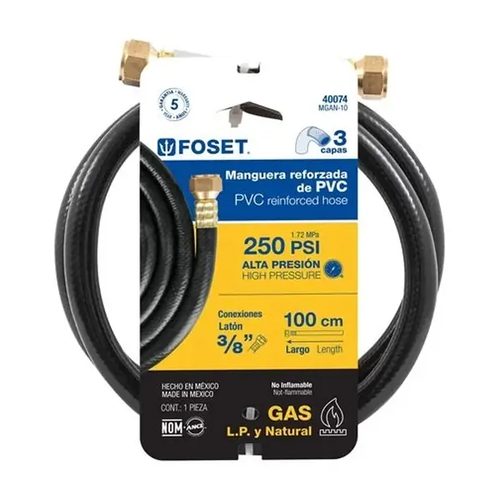 40074
MGAN-10
GARANTÍA
5
AÑOS
FOSET®
3
capas
Manguera reforzada
de PVC
PVC reinforced hose
1.72 MPa
250 PSI
ALTA PRESIÓN
HIGH PRESSURE
Conexiones
Latón
3/8"
100 cm
Largo Length
HECHO EN MÉXICO
MADE IN MEXICO
CONT.: 1 PIEZA
No Inflamable
Not-flammable
NOM-ANCE
GAS
L.P. y Natural